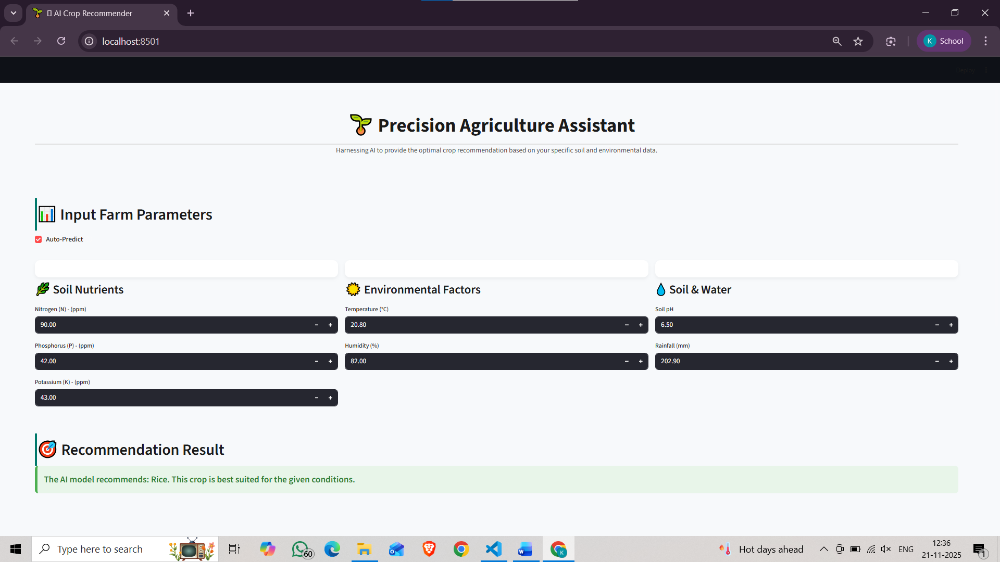 AI Crop Recommender
localhost:8501
K School
Deploy
Precision Agriculture Assistant
Harnessing AI to provide the optimal crop recommendation based on your specific soil and environmental data.
Input Farm Parameters
Auto-Predict
Soil Nutrients
Nitrogen (N) - (ppm)
90.00
Phosphorus (P) - (ppm)
42.00
Potassium (K) - (ppm)
43.00
Environmental Factors
Temperature (°C)
20.80
Humidity (%)
82.00
Soil & Water
Soil pH
6.50
Rainfall (mm)
202.90
Recommendation Result
The AI model recommends: Rice. This crop is best suited for the given conditions.
Type here to search
60
K
Hot days ahead
ENG
12:36
21-11-2025
1